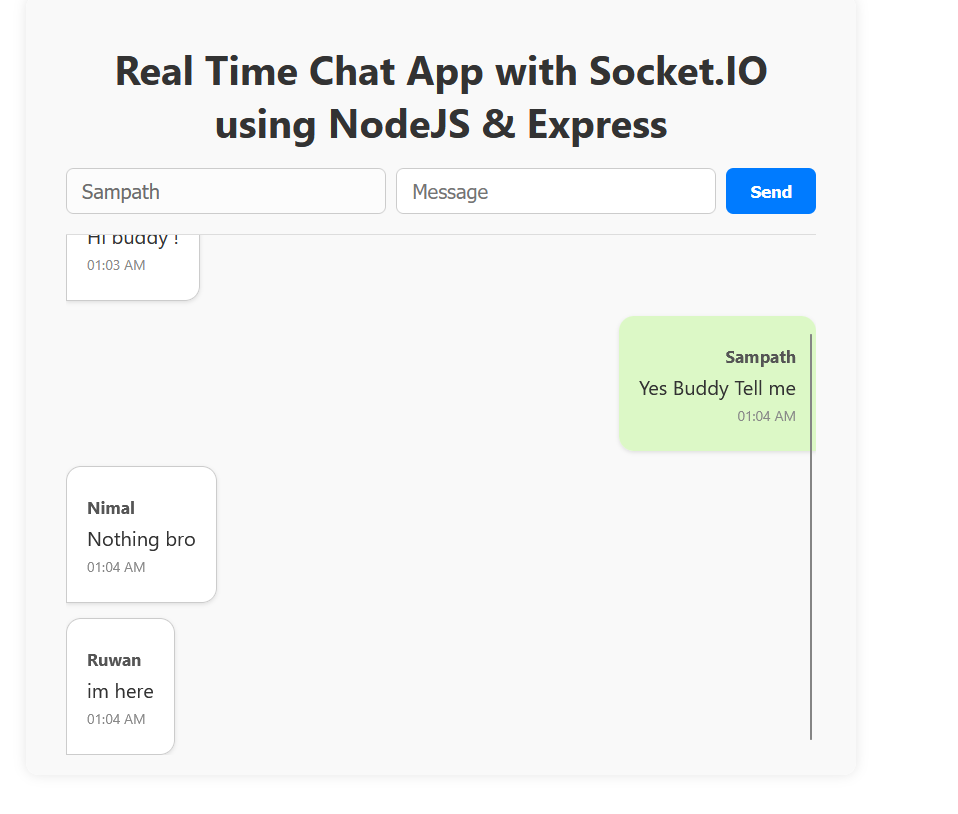 Real Time Chat App with Socket.IO
using NodeJS & Express
Sampath
Message
Send
Hi buddy !
01:03 AM
Sampath
Yes Buddy Tell me
01:04 AM
Nimal
Nothing bro
01:04 AM
Ruwan
im here
01:04 AM